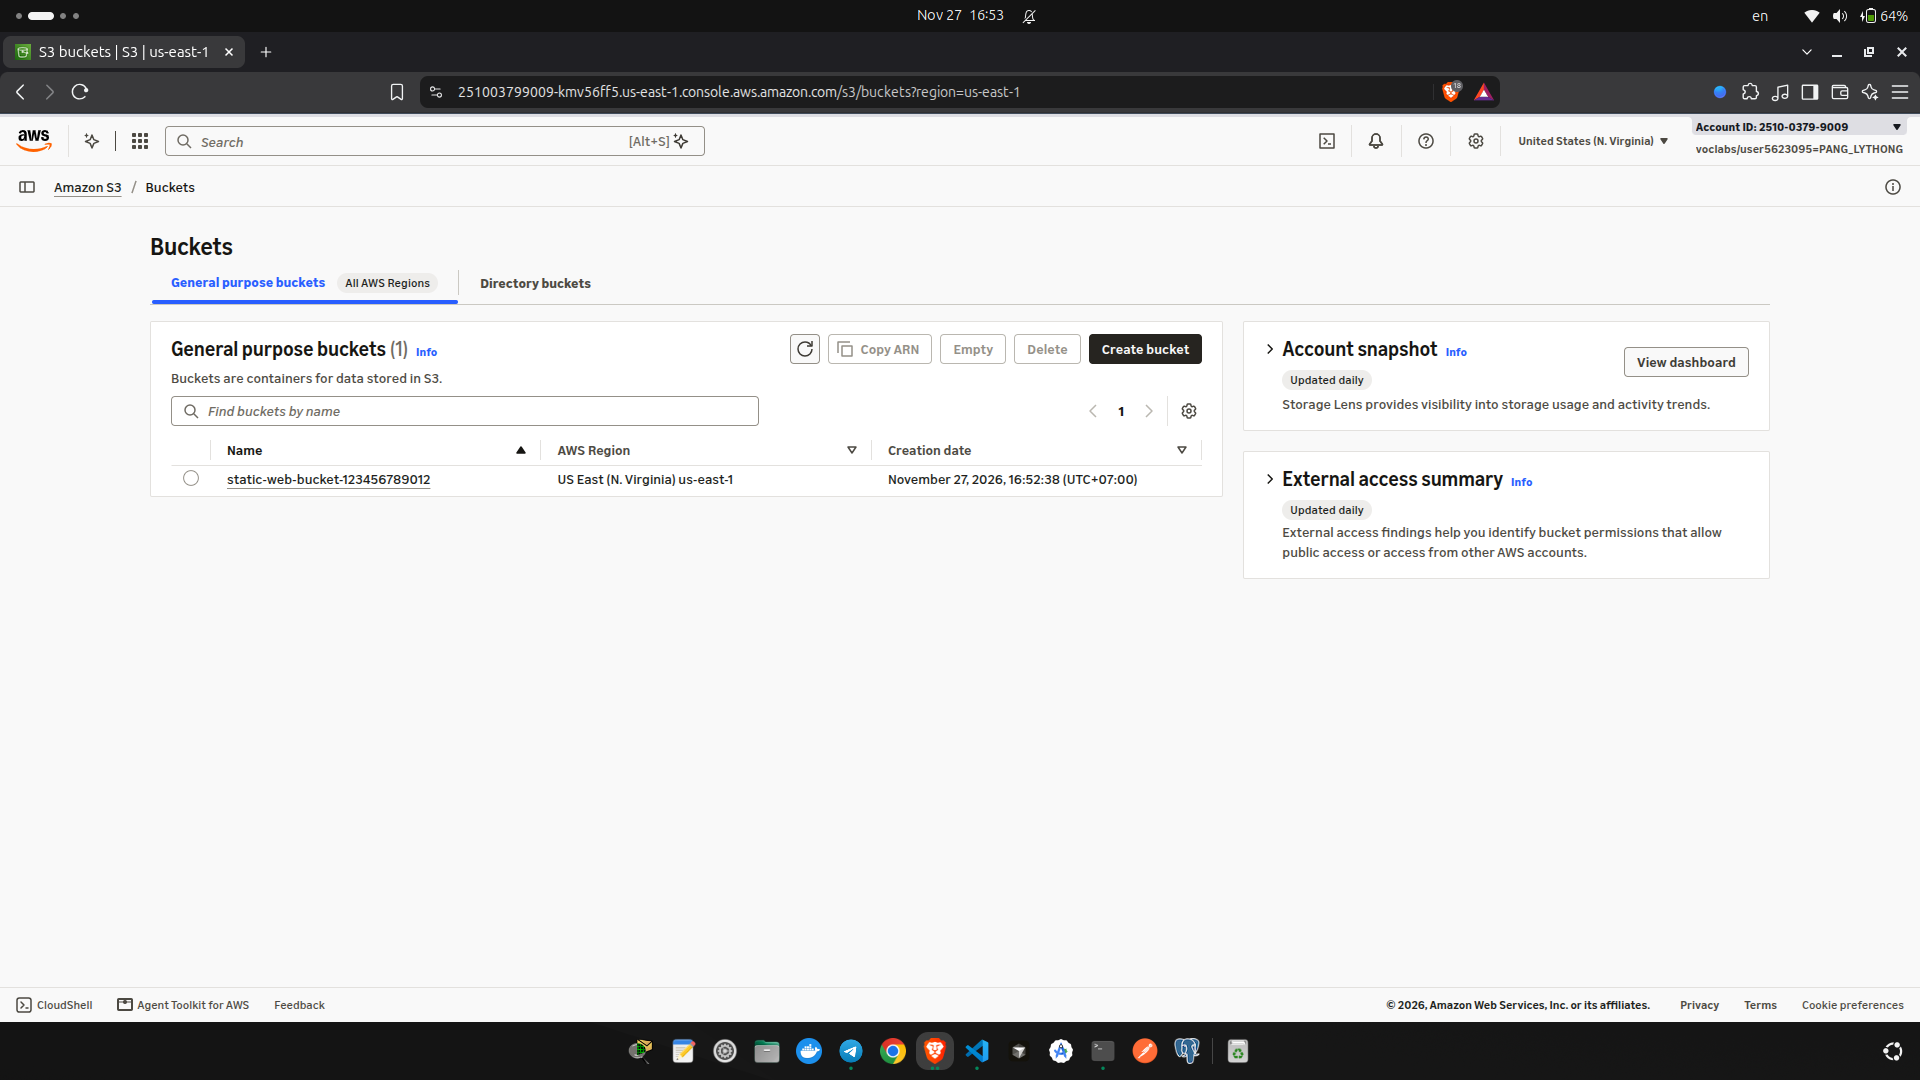 Nov 27 16:53
en
64%
S3 buckets | S3 | us-east-1
18
251003799009-kmv56ff5.us-east-1.console.aws.amazon.com/s3/buckets?region=us-east-1
aws
Search
[Alt+S]
United States (N. Virginia)
Account ID: 2510-0379-9009
voclabs/user5623095=PANG_LYTHONG
Amazon S3 / Buckets
Buckets
General purpose buckets
All AWS Regions
Directory buckets
General purpose buckets (1) Info
Copy ARN
Empty
Delete
Create bucket
Buckets are containers for data stored in S3.
Find buckets by name
1
Name
AWS Region
Creation date
static-web-bucket-123456789012
US East (N. Virginia) us-east-1
November 27, 2026, 16:52:38 (UTC+07:00)
Account snapshot Info
View dashboard
Updated daily
Storage Lens provides visibility into storage usage and activity trends.
External access summary Info
Updated daily
External access findings help you identify bucket permissions that allow
public access or access from other AWS accounts.
CloudShell
Agent Toolkit for AWS
Feedback
© 2026, Amazon Web Services, Inc. or its affiliates.
Privacy
Terms
Cookie preferences